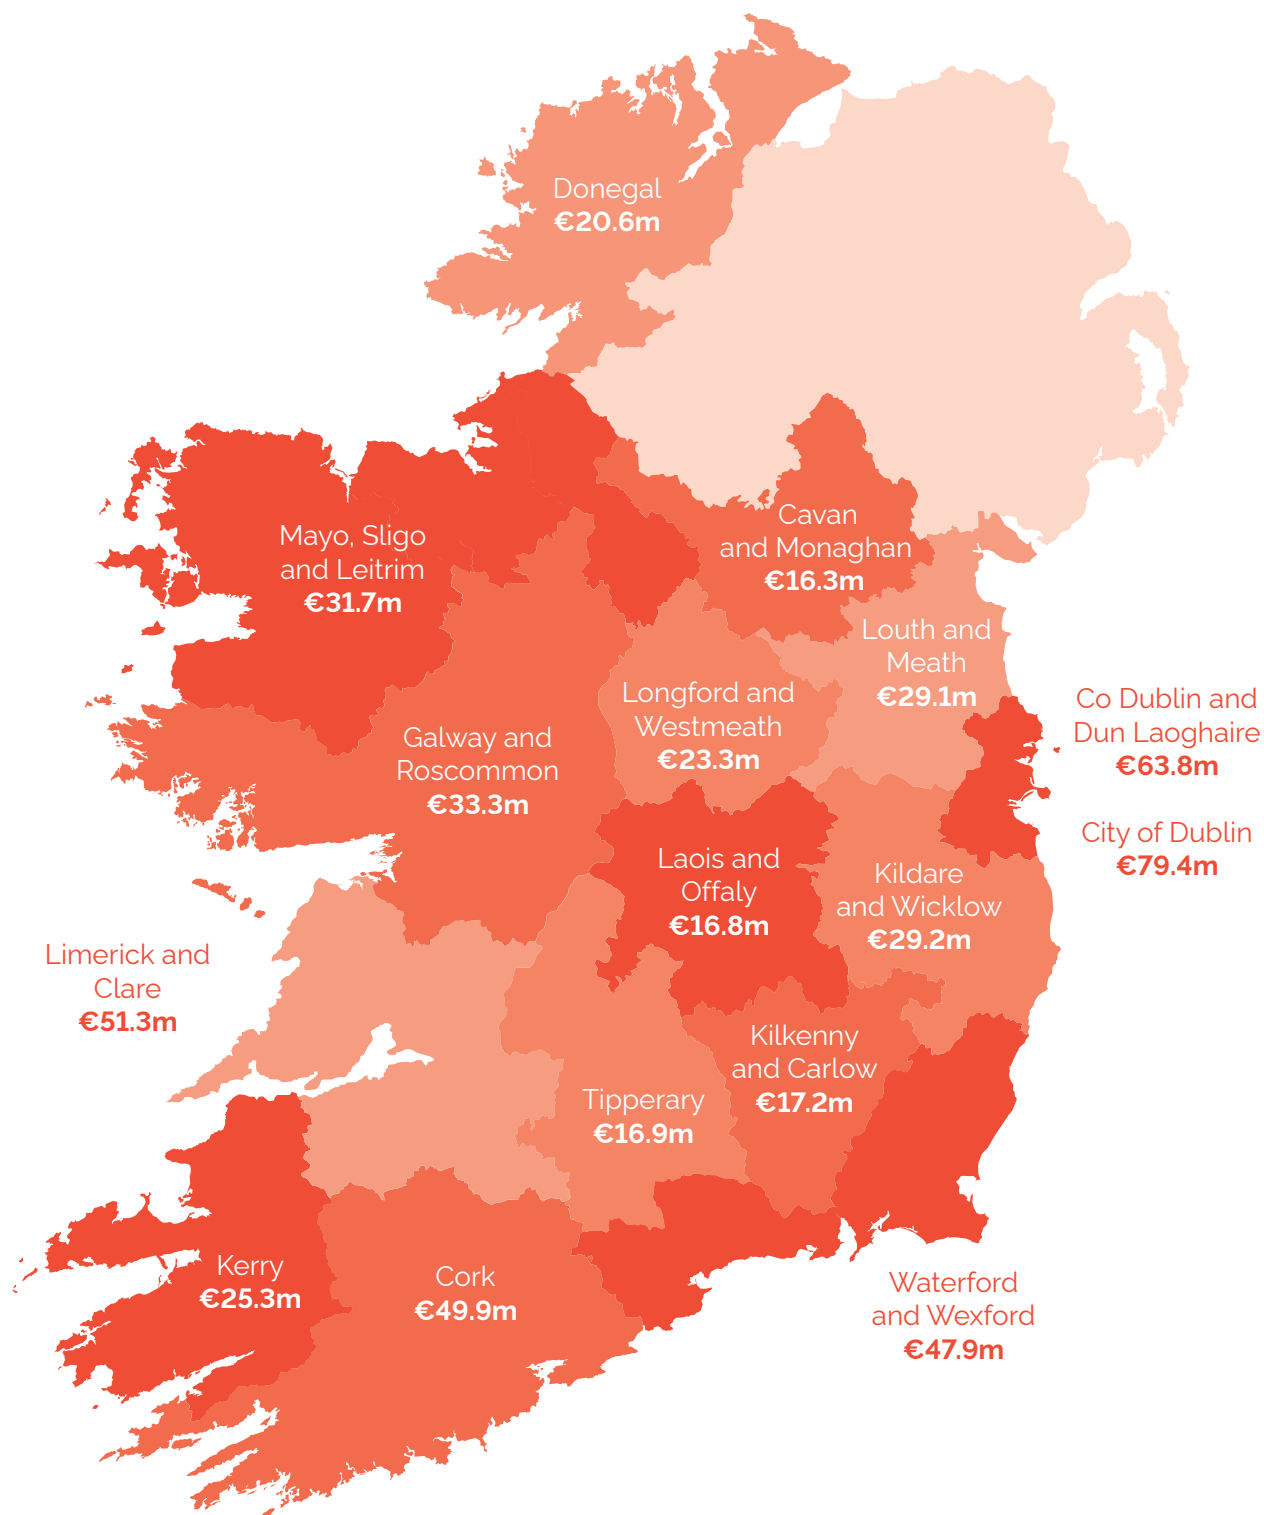 Donegal
€20.6m
Mayo, Sligo
and Leitrim
€31.7m
Cavan
and Monaghan
€16.3m
Louth and
Meath
€29.1m
Longford and
Westmeath
€23.3m
Galway and
Roscommon
€33.3m
Co Dublin and
Dun Laoghaire
€63.8m
City of Dublin
€79.4m
Laois and
Offaly
€16.8m
Kildare
and Wicklow
€29.2m
Limerick and
Clare
€51.3m
Kilkenny
and Carlow
€17.2m
Tipperary
€16.9m
Kerry
€25.3m
Cork
€49.9m
Waterford
and Wexford
€47.9m